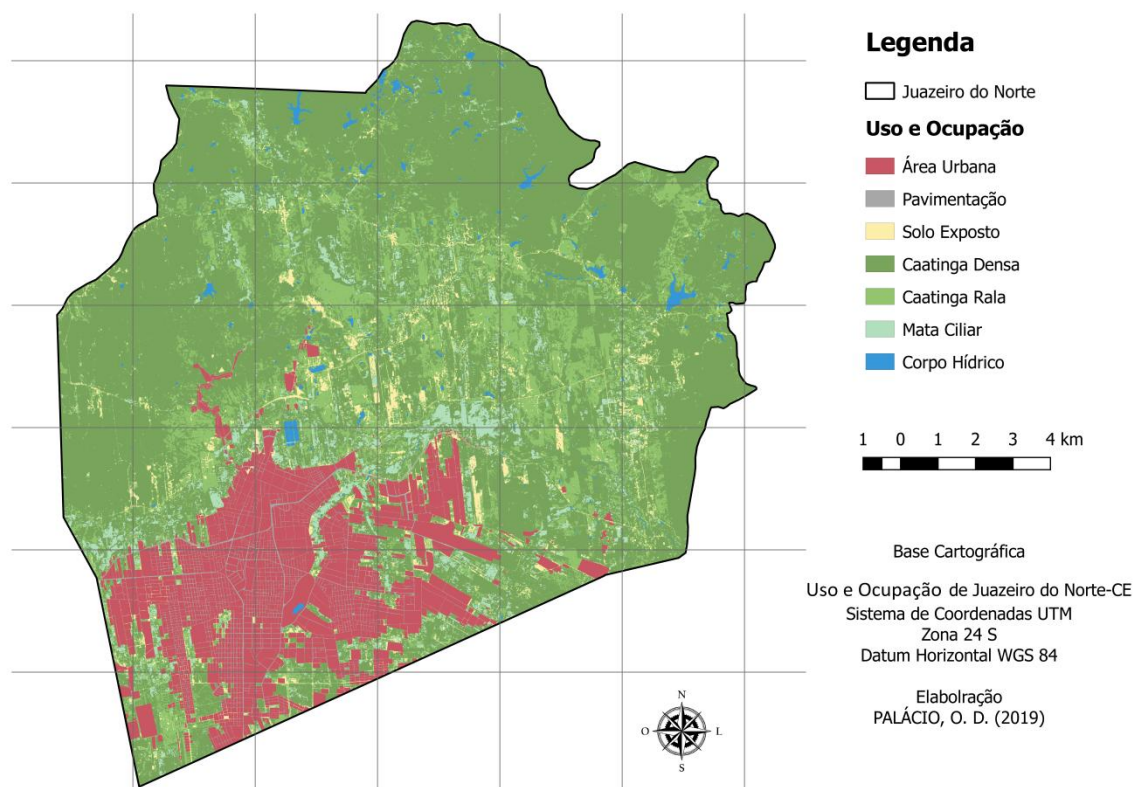 Legenda
Juazeiro do Norte
Uso e Ocupação
Área Urbana
Pavimentação
Solo Exposto
Caatinga Densa
Caatinga Rala
Mata Ciliar
Corpo Hídrico
1 0 1 2 3 4 km
Base Cartográfica
Uso e Ocupação de Juazeiro do Norte-CE
Sistema de Coordenadas UTM
Zona 24 S
Datum Horizontal WGS 84
Elabolração
PALÁCIO, O. D. (2019)
N
O L
S